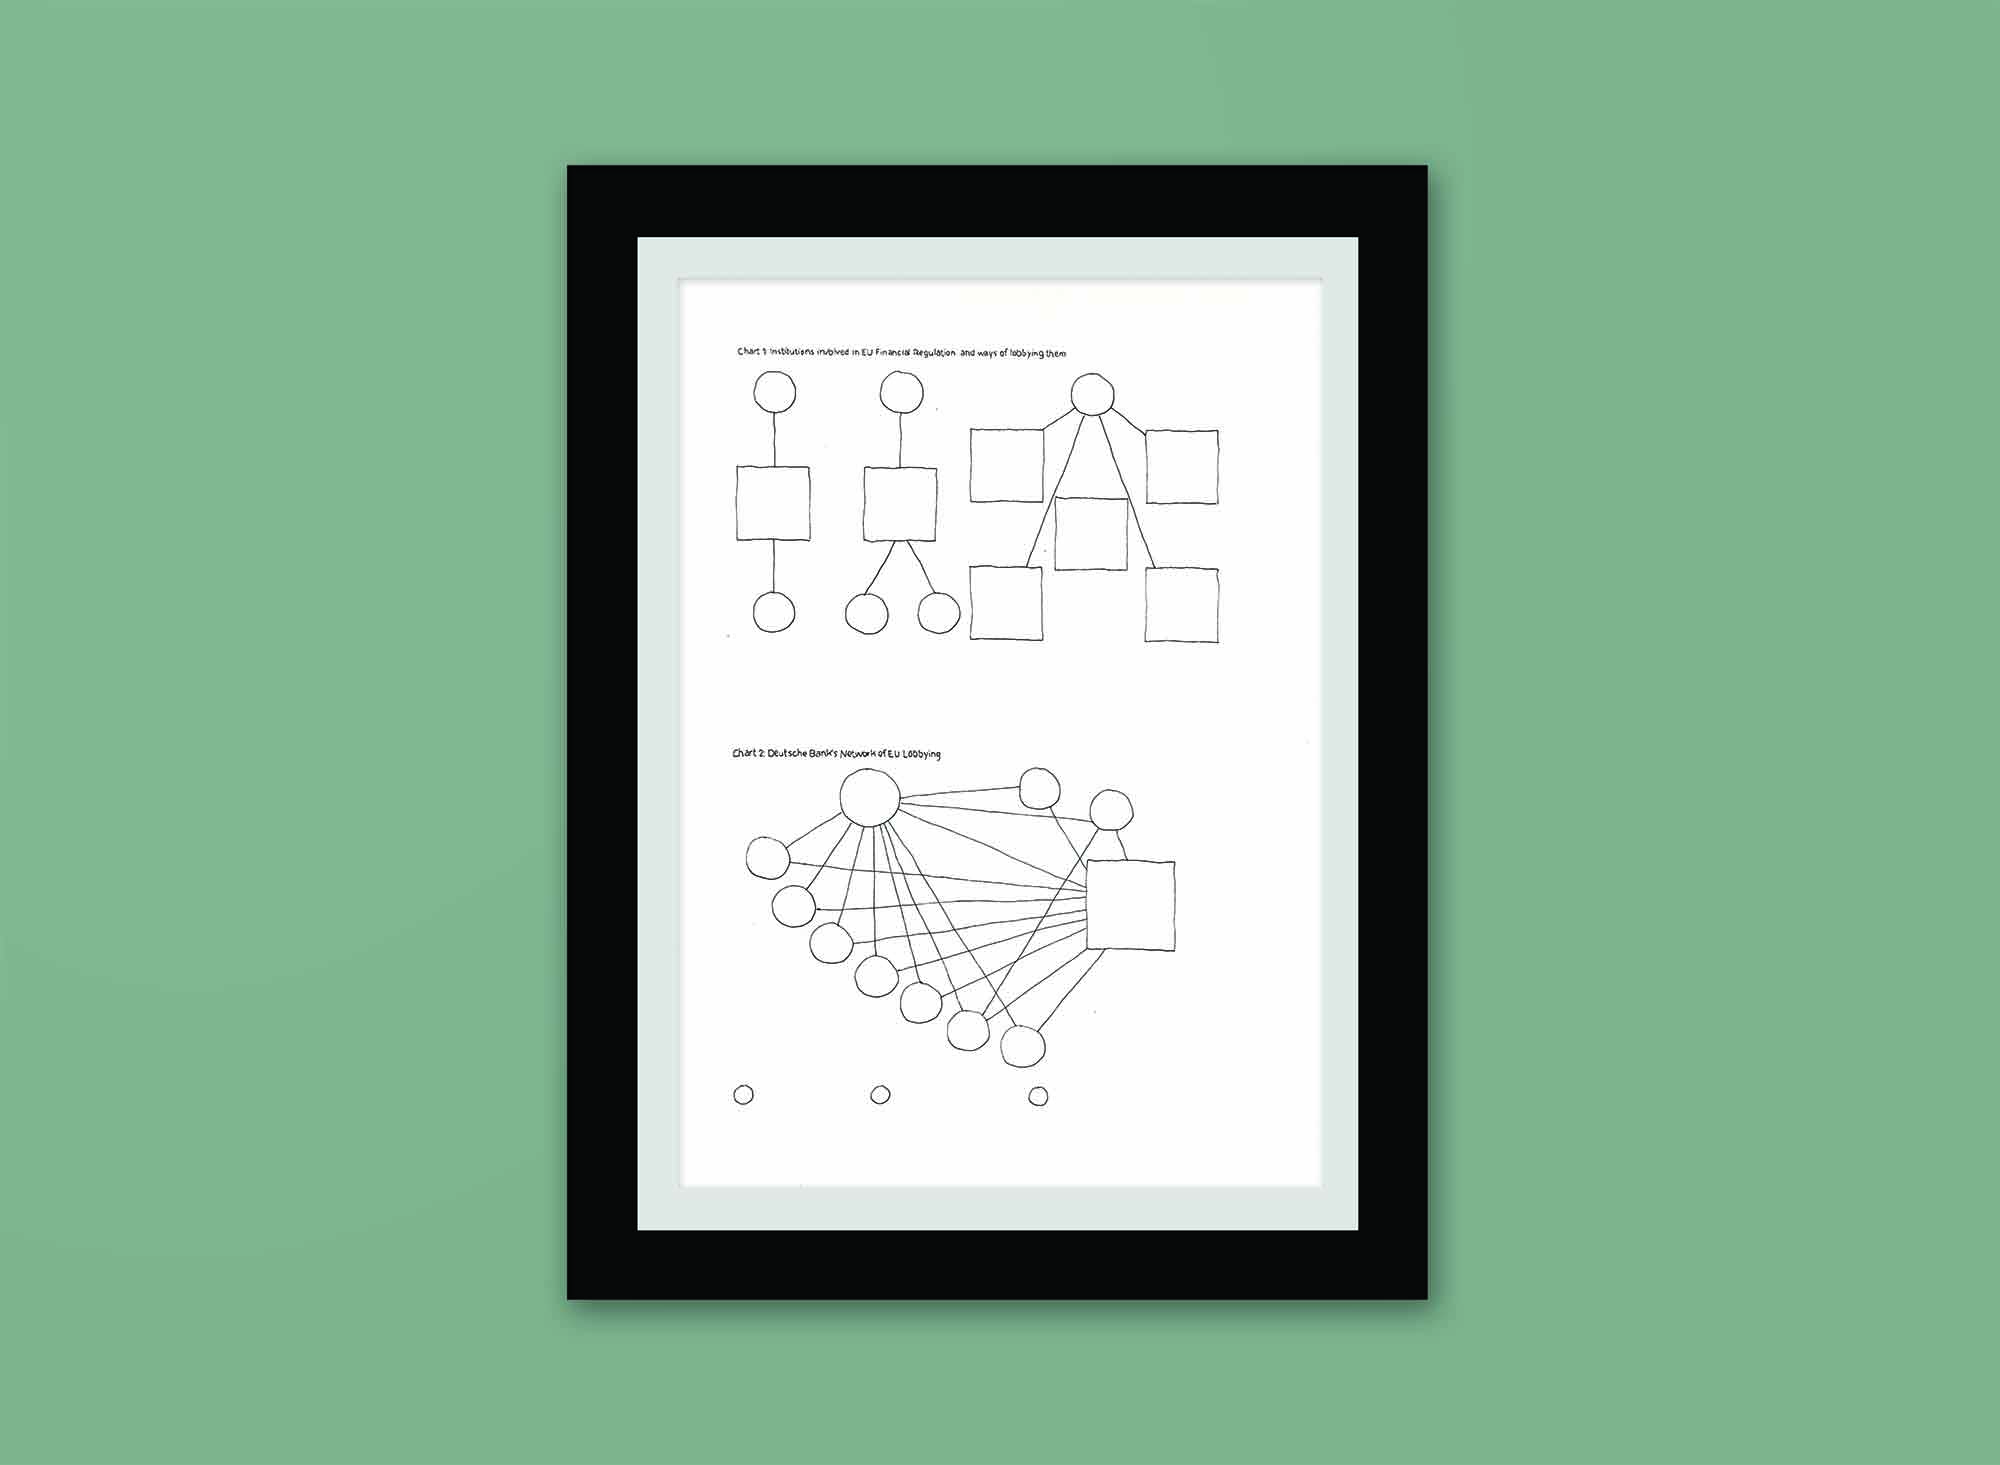 Chart 1: Institutions involved in EU Financial Regulation and ways of lobbying them
Chart 2: Deutsche Bank's Network of EU Lobbying